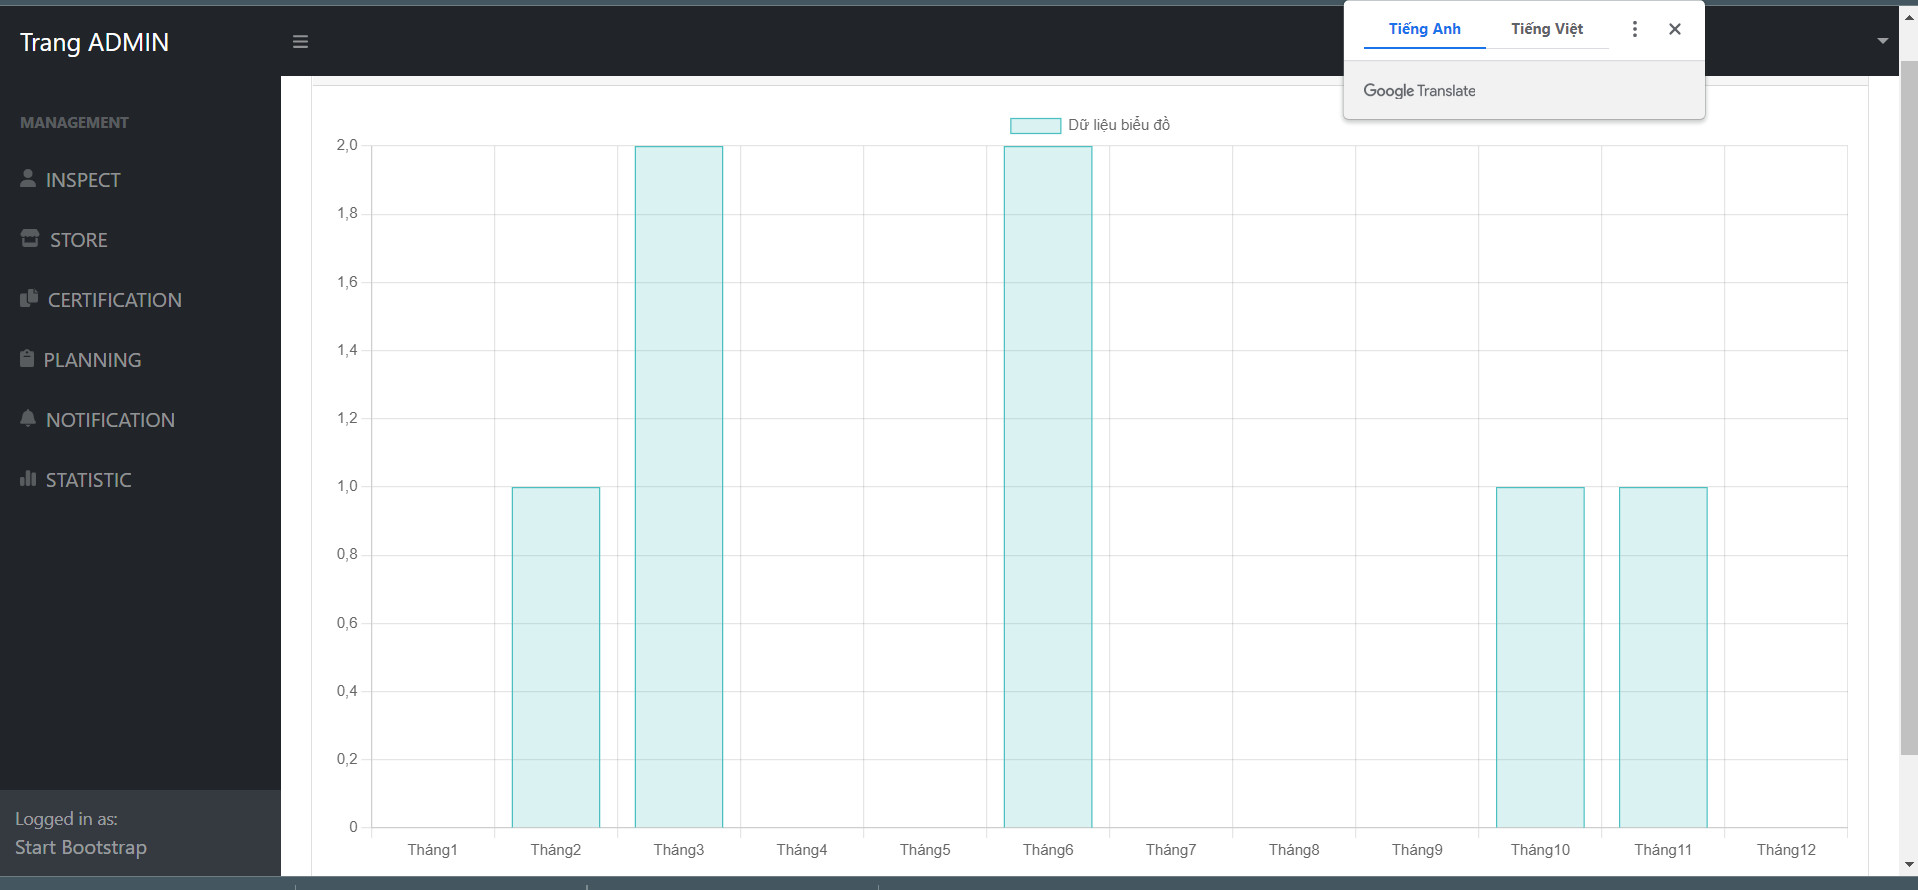 Trang ADMIN
Tiếng Anh
Tiếng Việt
Google Translate
MANAGEMENT
INSPECT
STORE
CERTIFICATION
PLANNING
NOTIFICATION
STATISTIC
Logged in as:
Start Bootstrap
Dữ liệu biểu đồ
2,0
1,8
1,6
1,4
1,2
1,0
0,8
0,6
0,4
0,2
0
Tháng1 Tháng2 Tháng3 Tháng4 Tháng5 Tháng6 Tháng7 Tháng8 Tháng9 Tháng10 Tháng11 Tháng12